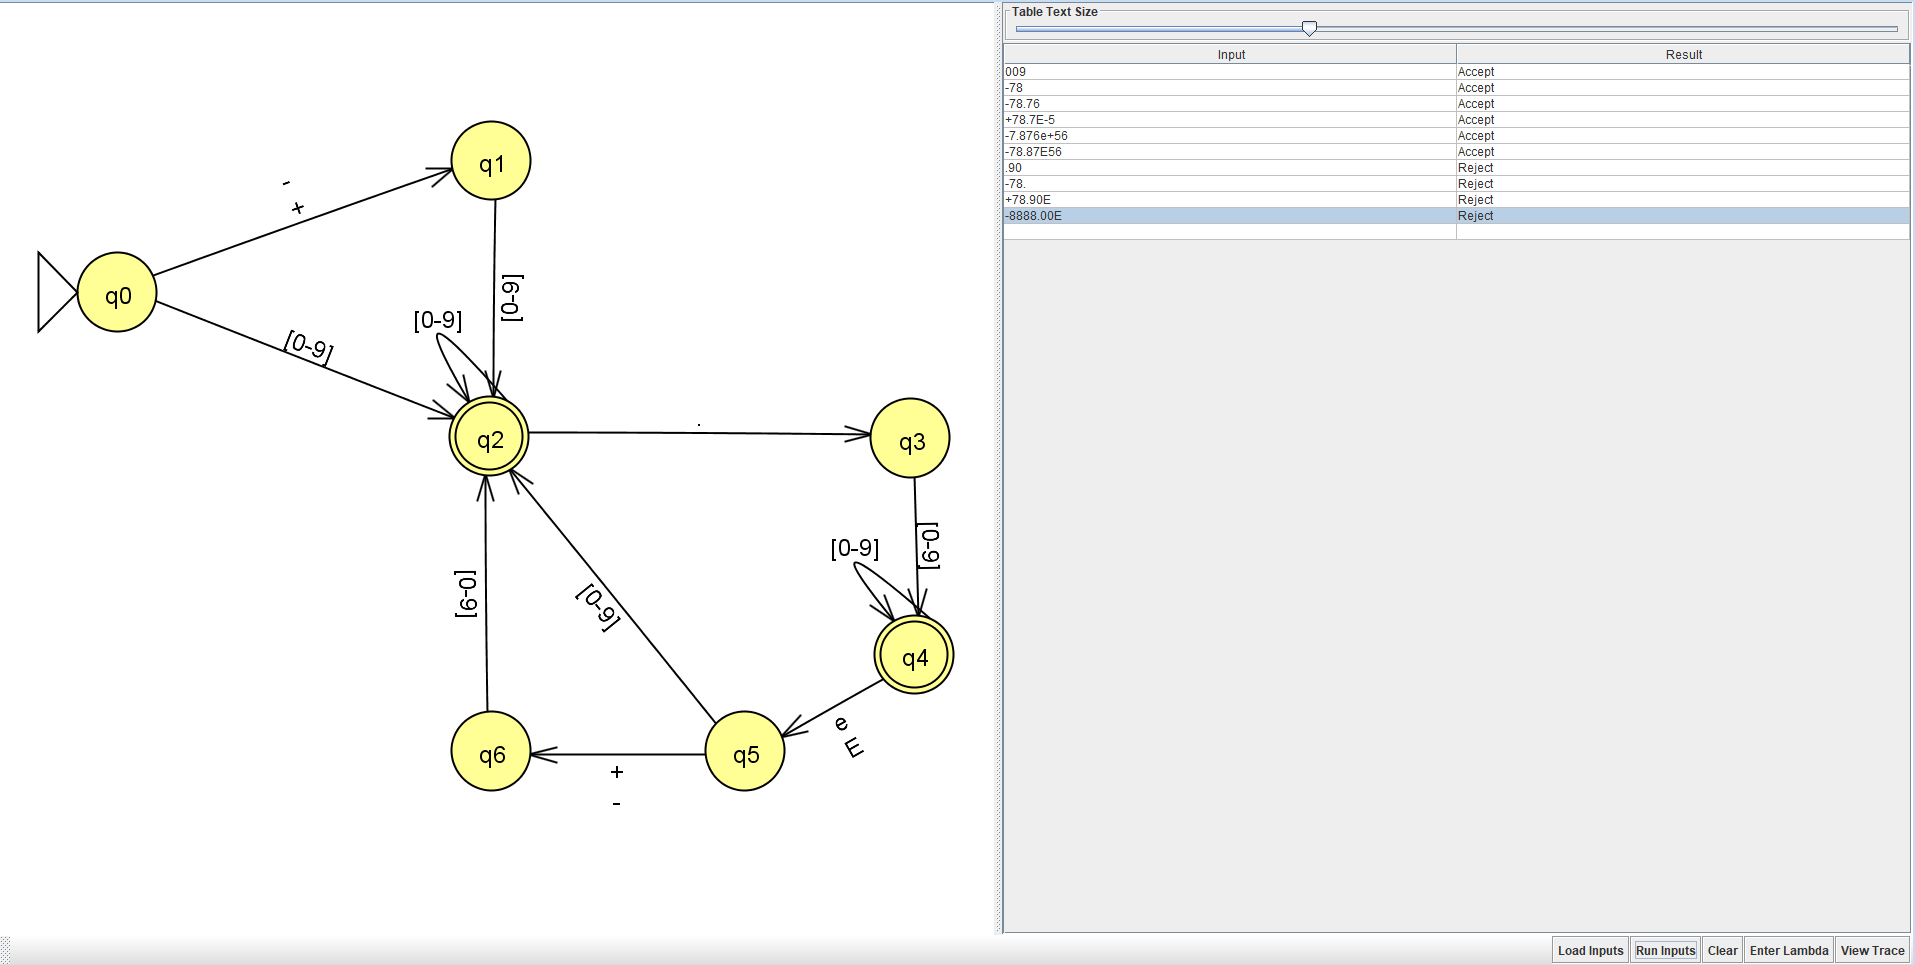 q0
-
+
[0-9]
q1
[0-9]
[0-9]
q2
.
q3
[0-9]
[0-9]
q4
e
E
q5
[0-9]
+
-
q6
[0-9]
Table Text Size
Input Result
009 Accept
-78 Accept
-78.76 Accept
+78.7E-5 Accept
-7.876e+56 Accept
-78.87E56 Accept
.90 Reject
-78. Reject
+78.90E Reject
-8888.00E Reject
Load Inputs Run Inputs Clear Enter Lambda View Trace